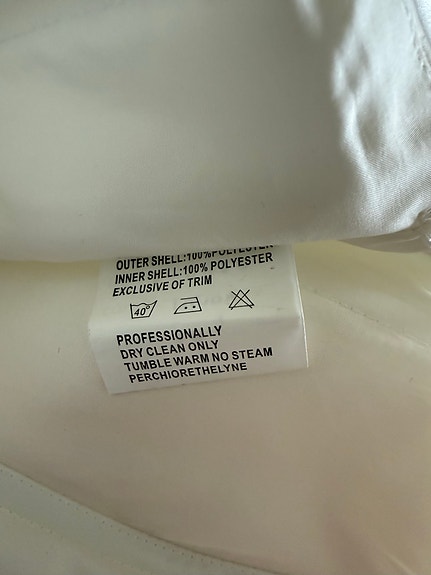 OUTER SHELL:100%POLYESTER
INNER SHELL:100% POLYESTER
EXCLUSIVE OF TRIM
40°
PROFESSIONALLY
DRY CLEAN ONLY
TUMBLE WARM NO STEAM
PERCHIORETHELYNE